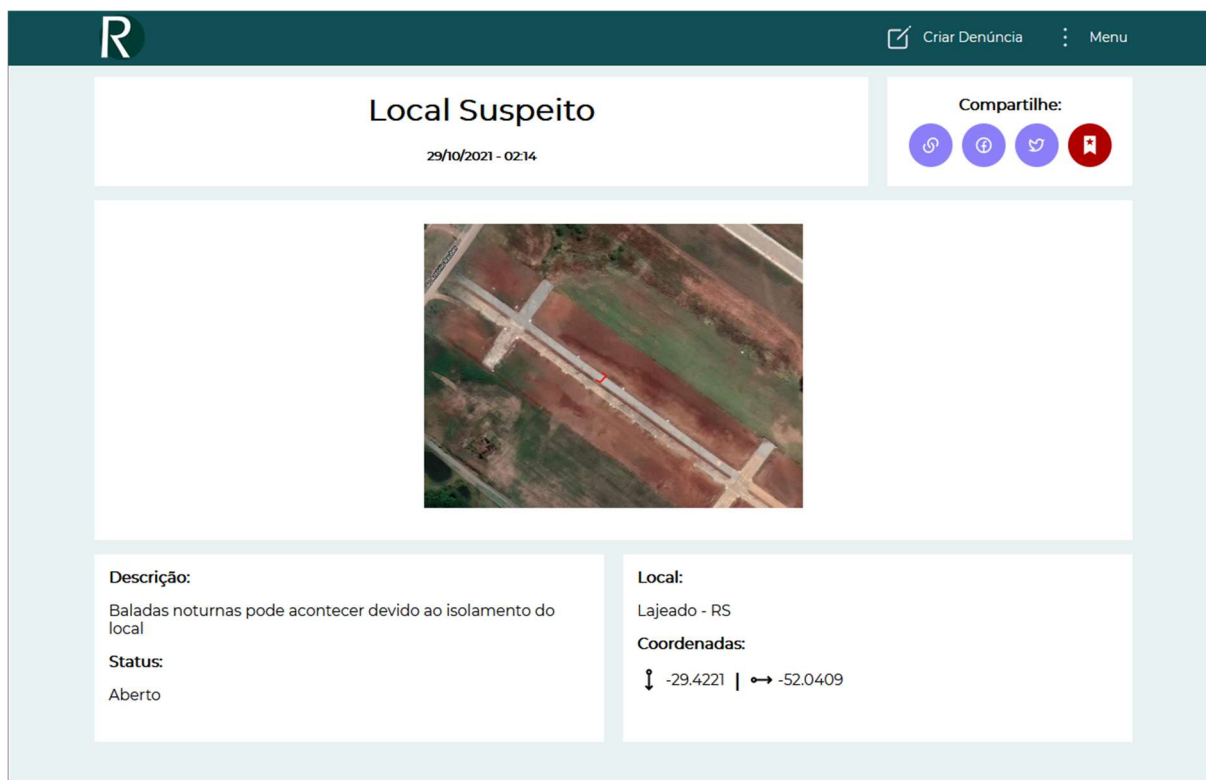 R
Criar Denúncia
Menu
Local Suspeito
29/10/2021 - 02:14
Compartilhe:
Descrição:
Baladas noturnas pode acontecer devido ao isolamento do
local
Status:
Aberto
Local:
Lajeado - RS
Coordenadas:
-29.4221 | -52.0409